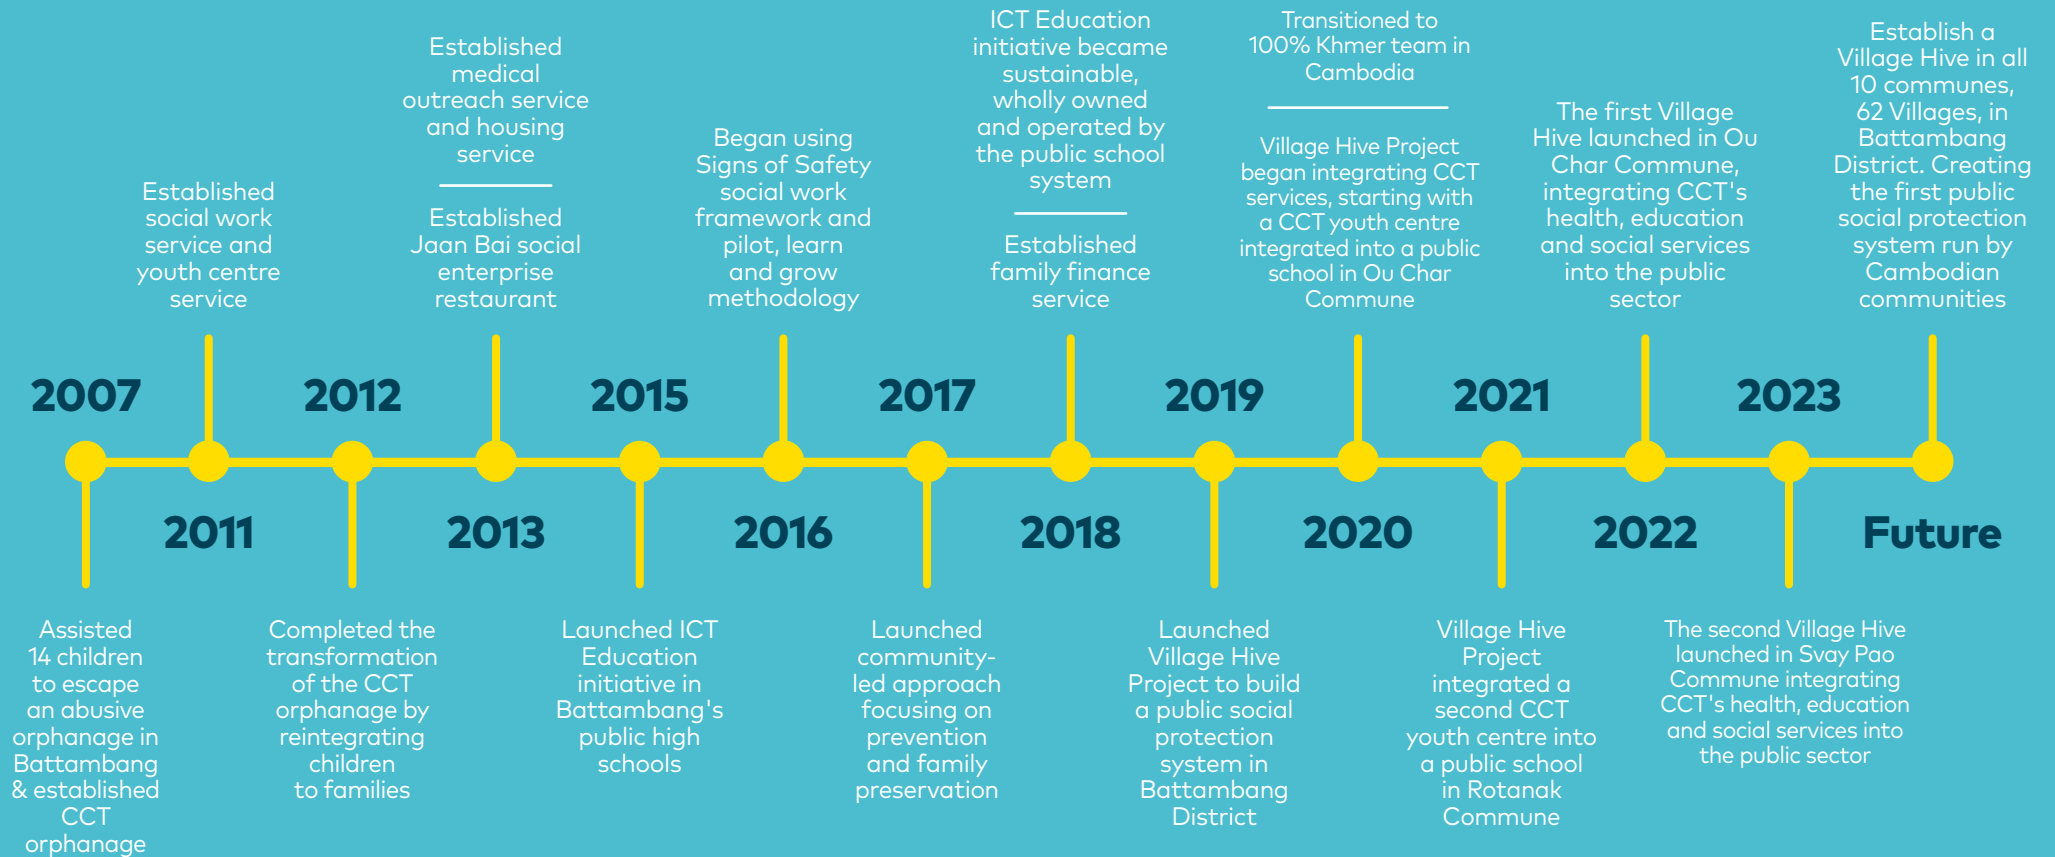 2007
Assisted
14 children
to escape
an abusive
orphanage in
Battambang
& established
CCT
orphanage
Established
social work
service and
youth centre
service
2011
2012
Completed the
transformation
of the CCT
orphanage by
reintegrating
children
to families
Established
medical
outreach service
and housing
service
Established
Jaan Bai social
enterprise
restaurant
2013
2015
Launched ICT
Education
initiative in
Battambang's
public high
schools
Began using
Signs of Safety
social work
framework and
pilot, learn
and grow
methodology
2016
2017
Launched
community-
led approach
focusing on
prevention
and family
preservation
ICT Education
initiative became
sustainable,
wholly owned
and operated by
the public school
system
Established
family finance
service
2018
2019
Launched
Village Hive
Project to build
a public social
protection
system in
Battambang
District
Transitioned to
100% Khmer team in
Cambodia
Village Hive Project
began integrating CCT
services, starting with
a CCT youth centre
integrated into a public
school in Ou Char
Commune
2020
2021
Village Hive
Project
integrated a
second CCT
youth centre into
a public school
in Rotanak
Commune
The first Village
Hive launched in Ou
Char Commune,
integrating CCT's
health, education
and social services
into the public
sector
2022
2023
The second Village Hive
launched in Svay Pao
Commune integrating
CCT's health, education
and social services into
the public sector
Establish a
Village Hive in all
10 communes,
62 Villages, in
Battambang
District. Creating
the first public
social protection
system run by
Cambodian
communities
Future